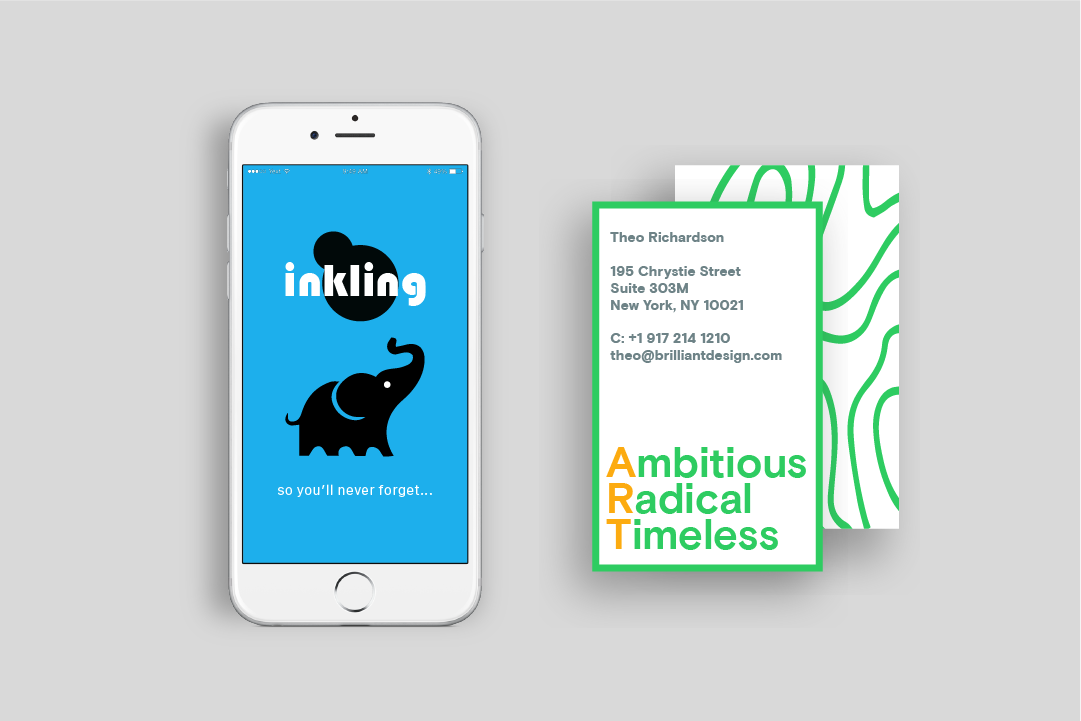 inkling
so you'll never forget...
Theo Richardson
195 Chrystie Street
Suite 303M
New York, NY 10021
C: +1 917 214 1210
theo@brilliantdesign.com
Ambitious
Radical
Timeless